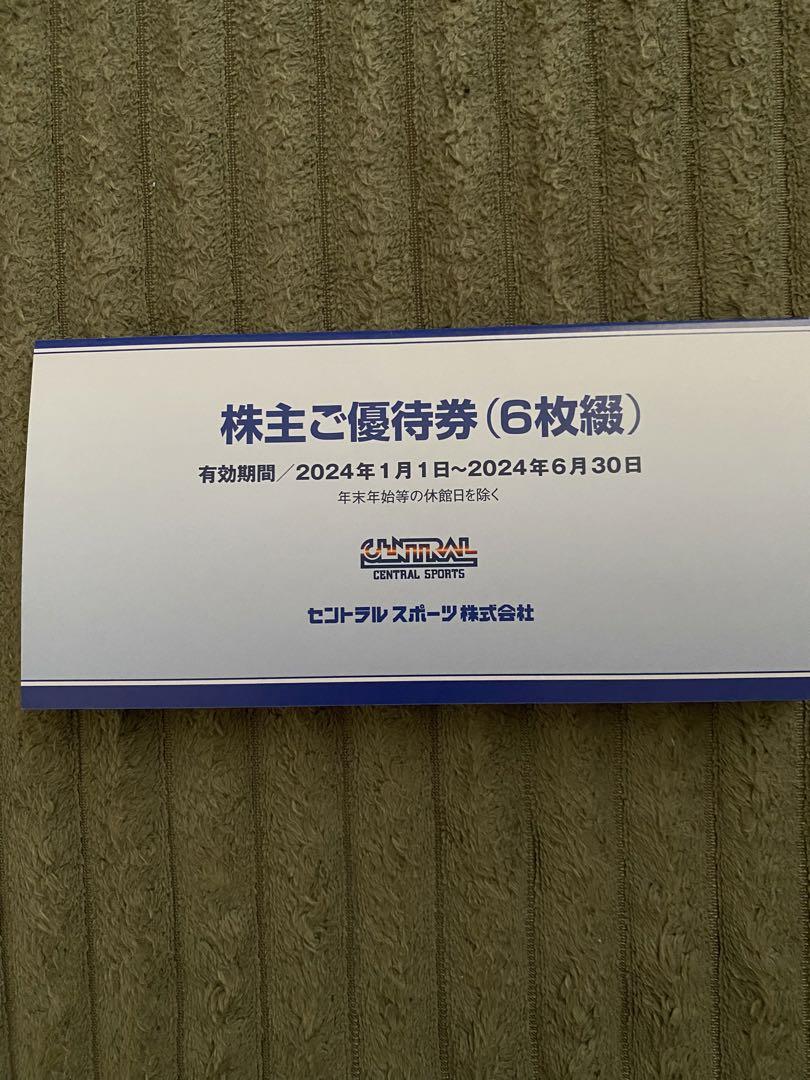 株主ご優待券（6枚綴）
有効期間／2024年1月1日～2024年6月30日
年末年始等の休館日を除く
CENTRAL
CENTRAL SPORTS
セントラルスポーツ株式会社